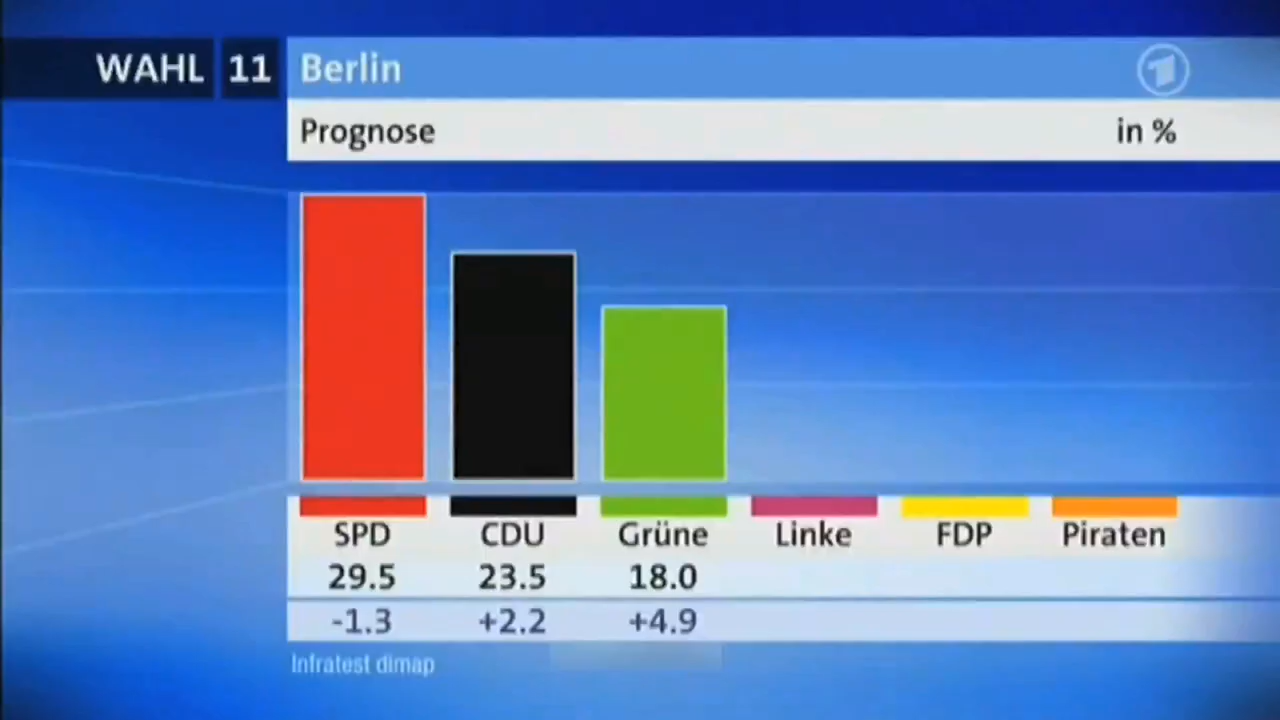 WAHL 11 Berlin
Prognose in %
SPD CDU Grüne Linke FDP Piraten
29.5 23.5 18.0
-1.3 +2.2 +4.9
Infratest dimap